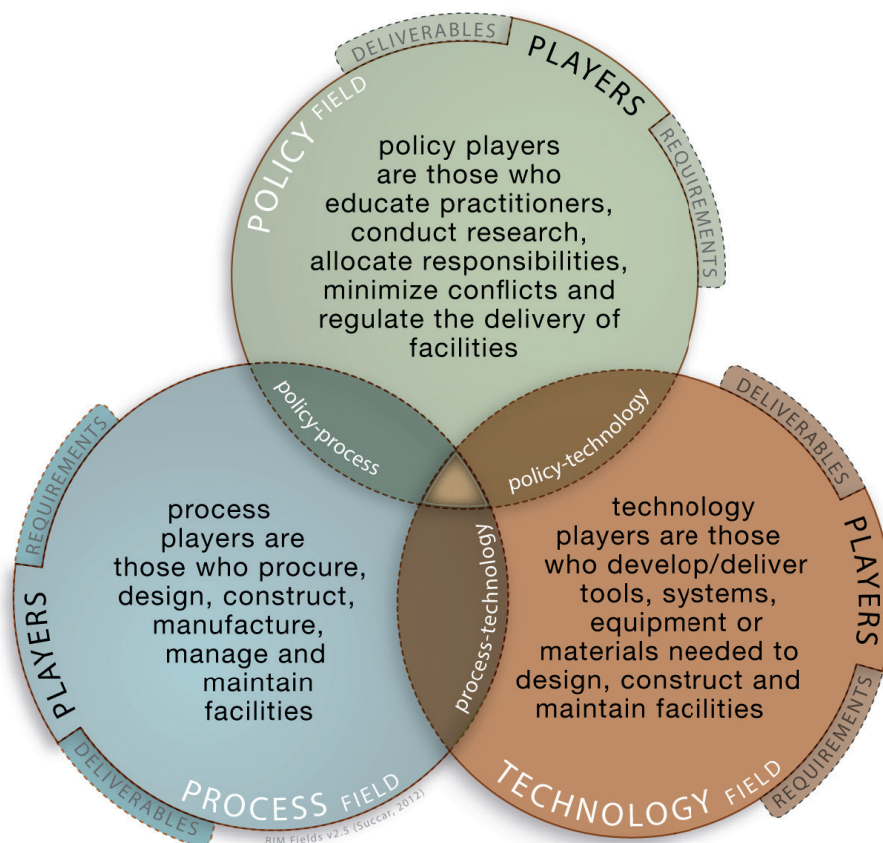 DELIVERABLES
PLAYERS
REQUIREMENTS
POLICY FIELD
policy players
are those who
educate practitioners,
conduct research,
allocate responsibilities,
minimize conflicts and
regulate the delivery of
facilities
policy-process
policy-technology
process-technology
REQUIREMENTS
PLAYERS
DELIVERABLES
process
players are
those who procure,
design, construct,
manufacture,
manage and
maintain
facilities
PROCESS FIELD
BIM Fields v2.5 (Succar, 2012)
DELIVERABLES
PLAYERS
REQUIREMENTS
technology
players are those
who develop/deliver
tools, systems,
equipment or
materials needed to
design, construct and
maintain facilities
TECHNOLOGY FIELD